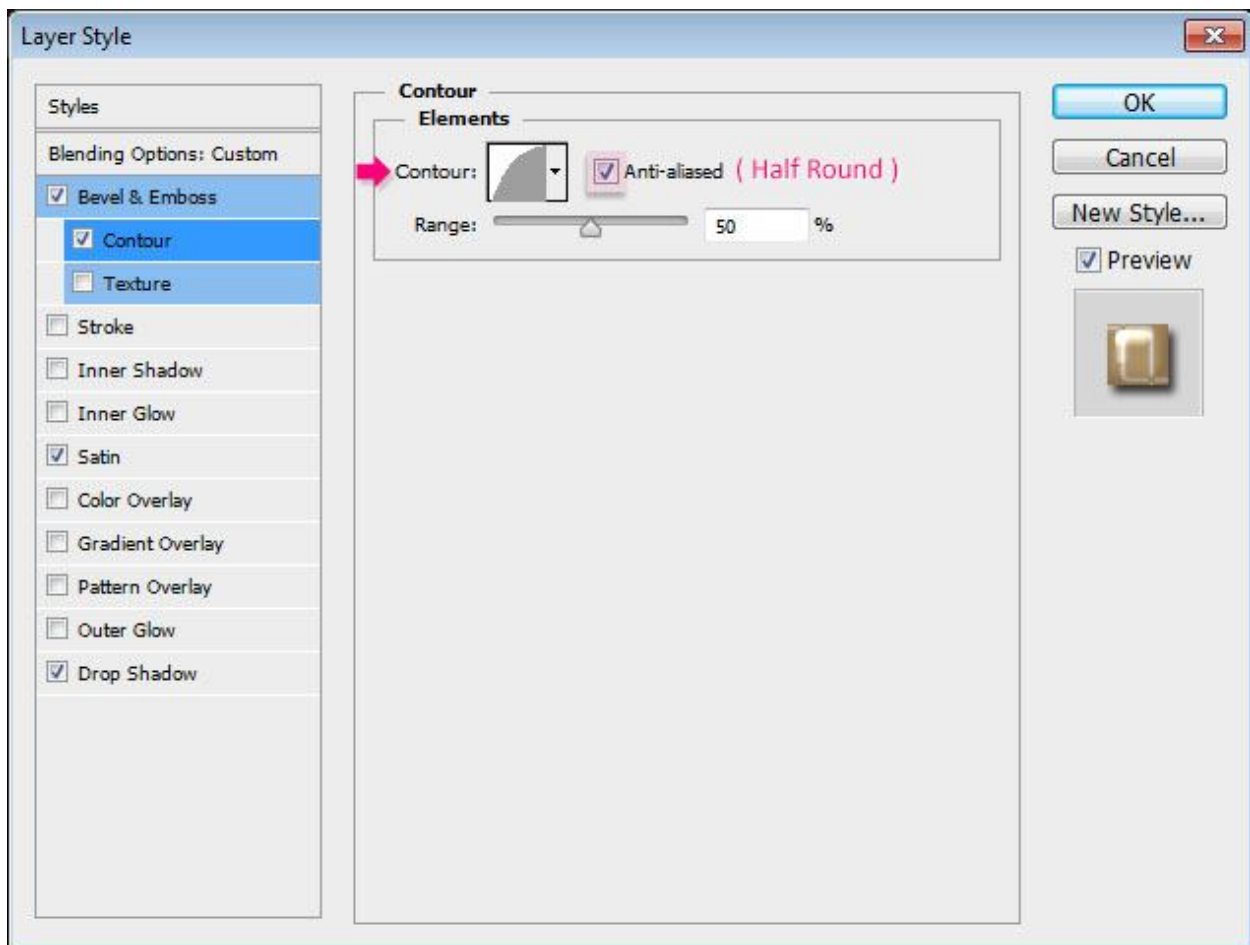 Layer Style
Styles
Blending Options: Custom
Bevel & Emboss
Contour
Texture
Stroke
Inner Shadow
Inner Glow
Satin
Color Overlay
Gradient Overlay
Pattern Overlay
Outer Glow
Drop Shadow
Contour
Elements
Contour: Anti-aliased ( Half Round )
Range: 50 %
OK
Cancel
New Style...
Preview